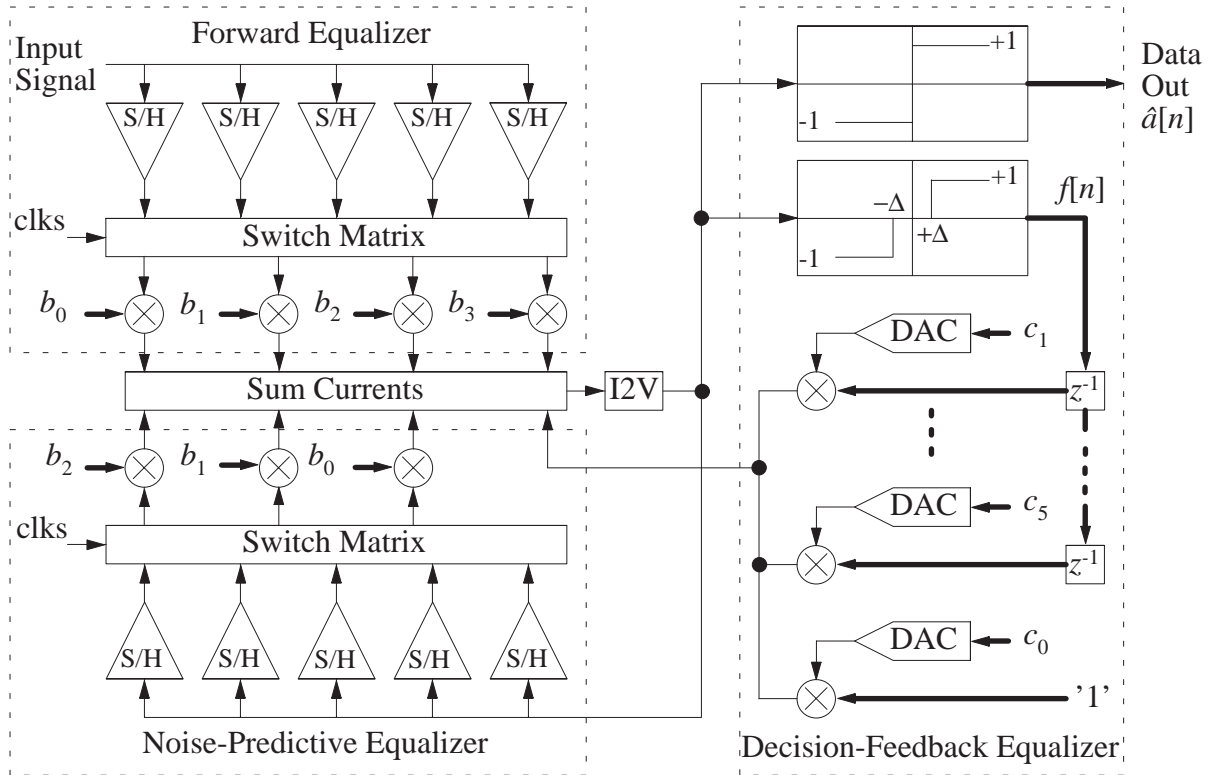 Forward Equalizer
Input
Signal
S/H S/H S/H S/H S/H
clks
Switch Matrix
b0 b1 b2 b3
Sum Currents
I2V
b2 b1 b0
clks
Switch Matrix
S/H S/H S/H S/H S/H
Noise-Predictive Equalizer
+1
-1
Data
Out
â[n]
+1
−Δ
+Δ
-1
f[n]
DAC
c1
z-1
DAC
c5
z-1
DAC
c0
'1'
Decision-Feedback Equalizer